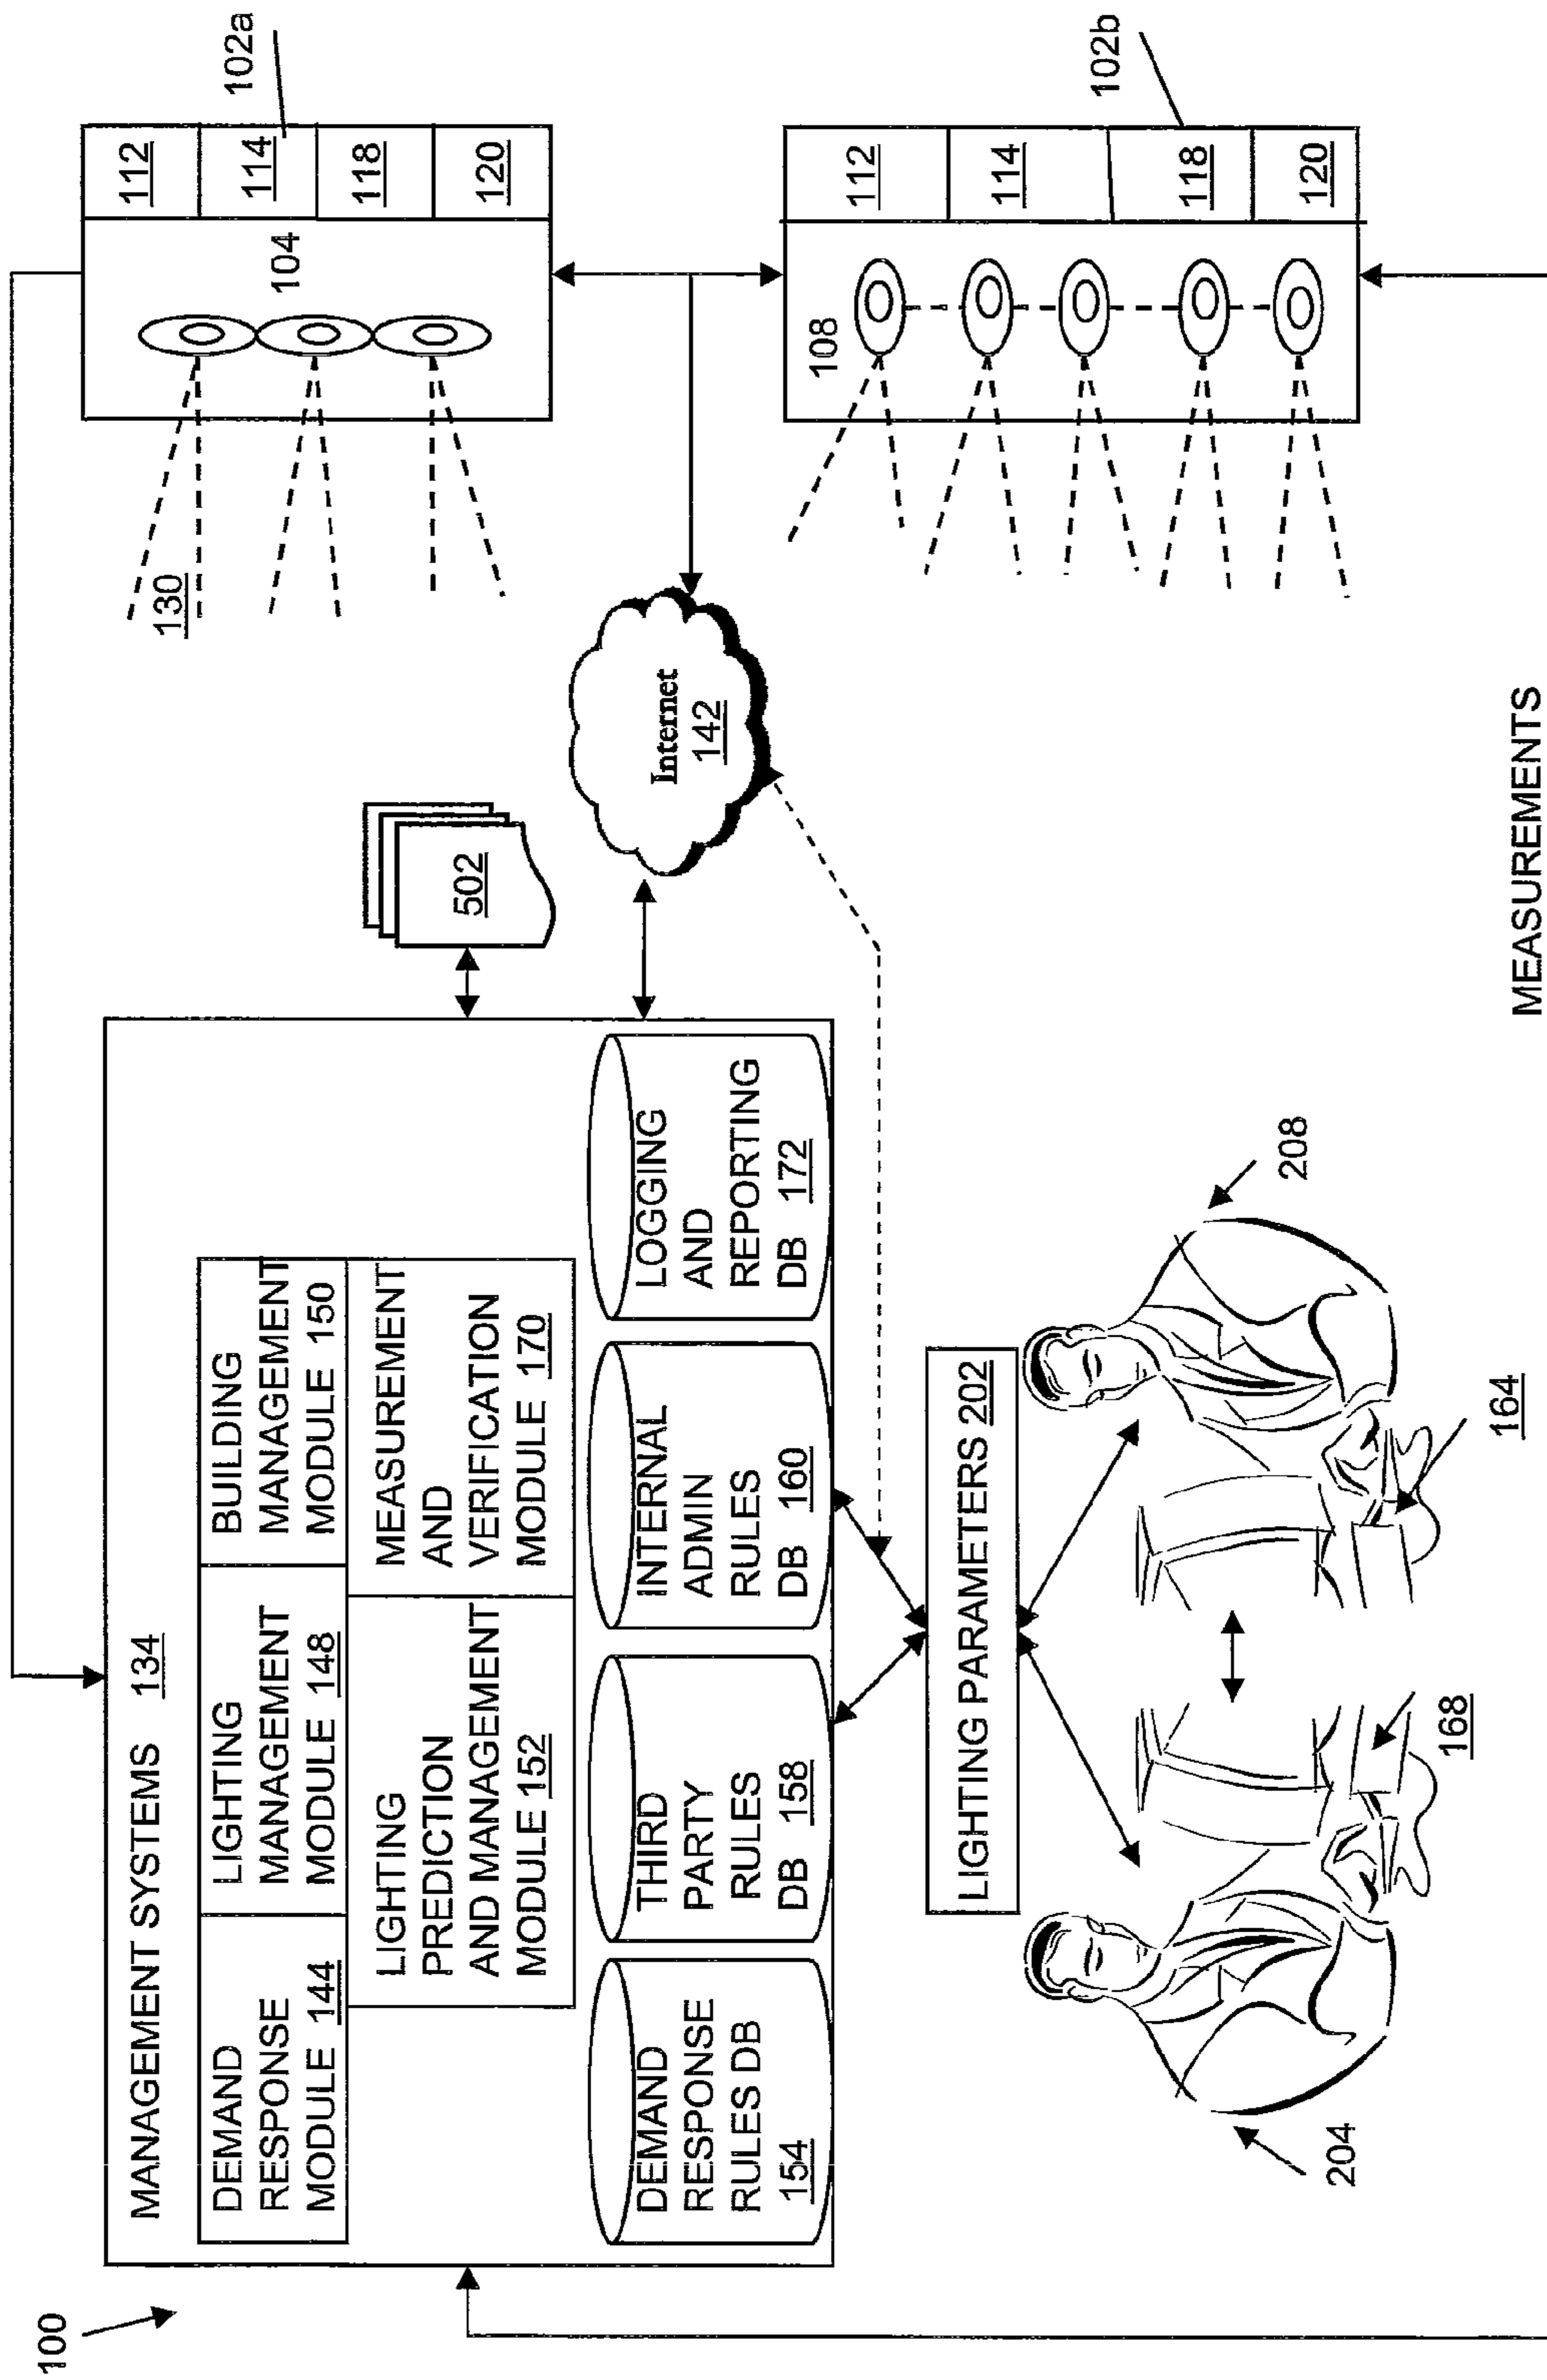 100
MANAGEMENT SYSTEMS 134
DEMAND
RESPONSE
MODULE 144
LIGHTING
MANAGEMENT
MODULE 148
BUILDING
MANAGEMENT
MODULE 150
LIGHTING
PREDICTION
AND MANAGEMENT
MODULE 152
MEASUREMENT
AND
VERIFICATION
MODULE 170
DEMAND
RESPONSE
RULES DB
154
THIRD
PARTY
RULES
DB 158
INTERNAL
ADMIN
RULES
DB 160
LOGGING
AND
REPORTING
DB 172
502
Internet
142
130
104
112
114
118
120
102a
108
112
114
118
120
102b
LIGHTING PARAMETERS 202
204
168
164
208
MEASUREMENTS